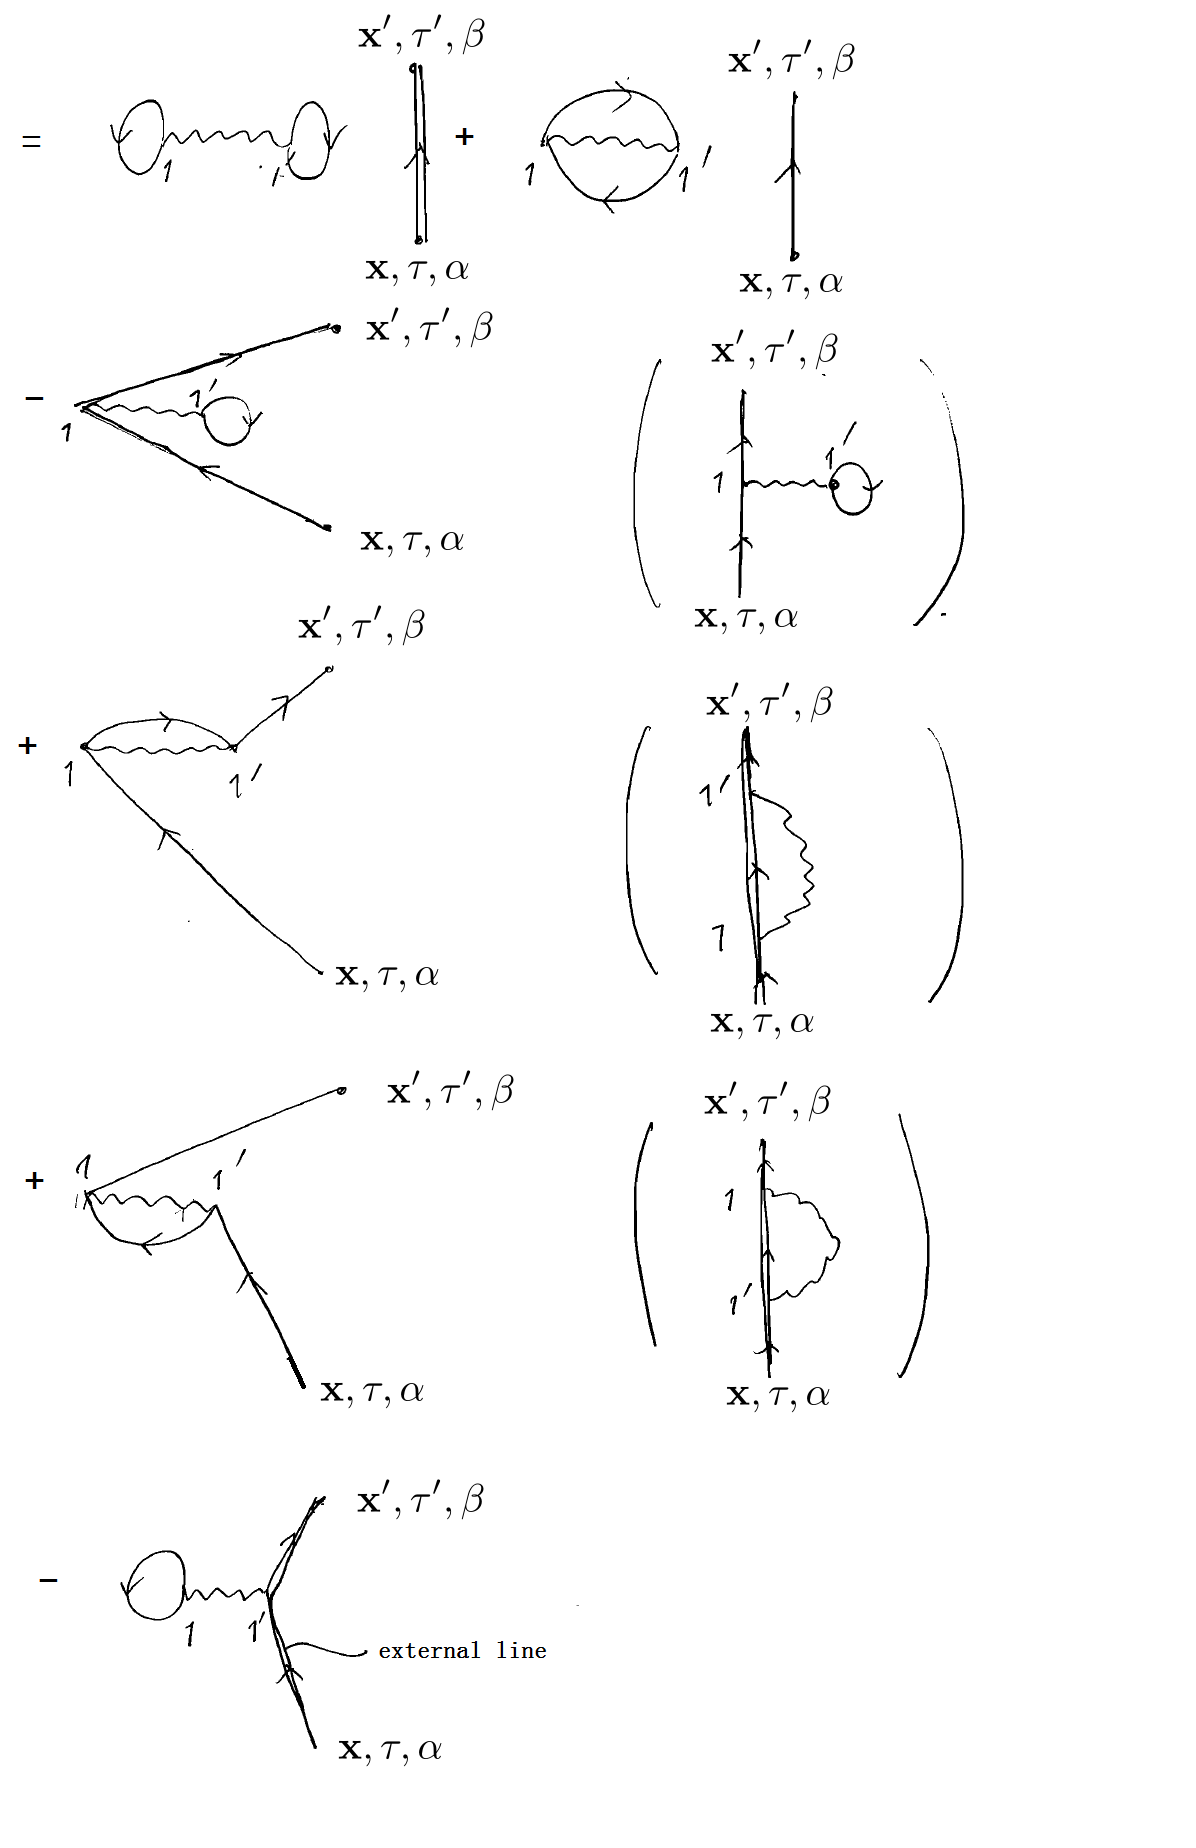 x′, τ′, β
x′, τ′, β
= 1 1′ + 1 1′
x, τ, α
x, τ, α
x′, τ′, β
x′, τ′, β
− 1 1′
( 1 1′ )
x, τ, α
x, τ, α
x′, τ′, β
x′, τ′, β
+ 1 1′
( 1′ 1 )
x, τ, α
x, τ, α
x′, τ′, β
x′, τ′, β
+ 1 1′
( 1 1′ )
x, τ, α
x, τ, α
x′, τ′, β
− 1 1′
external line
x, τ, α